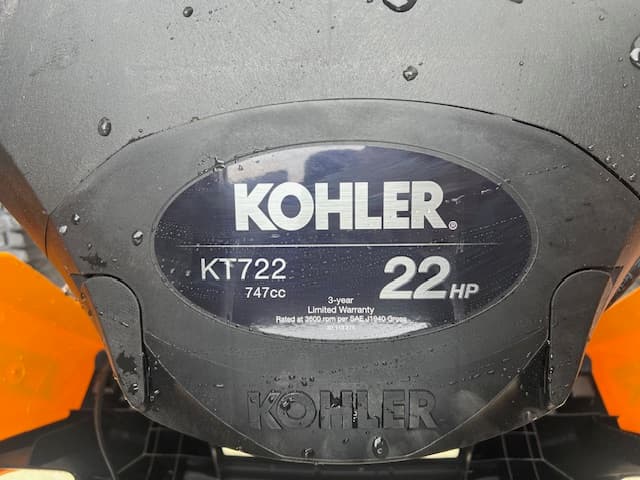 KOHLER®
KT722
747cc
22 HP
3-year
Limited Warranty
Rated at 3600 rpm per SAE J1940 Gross
KOHLER